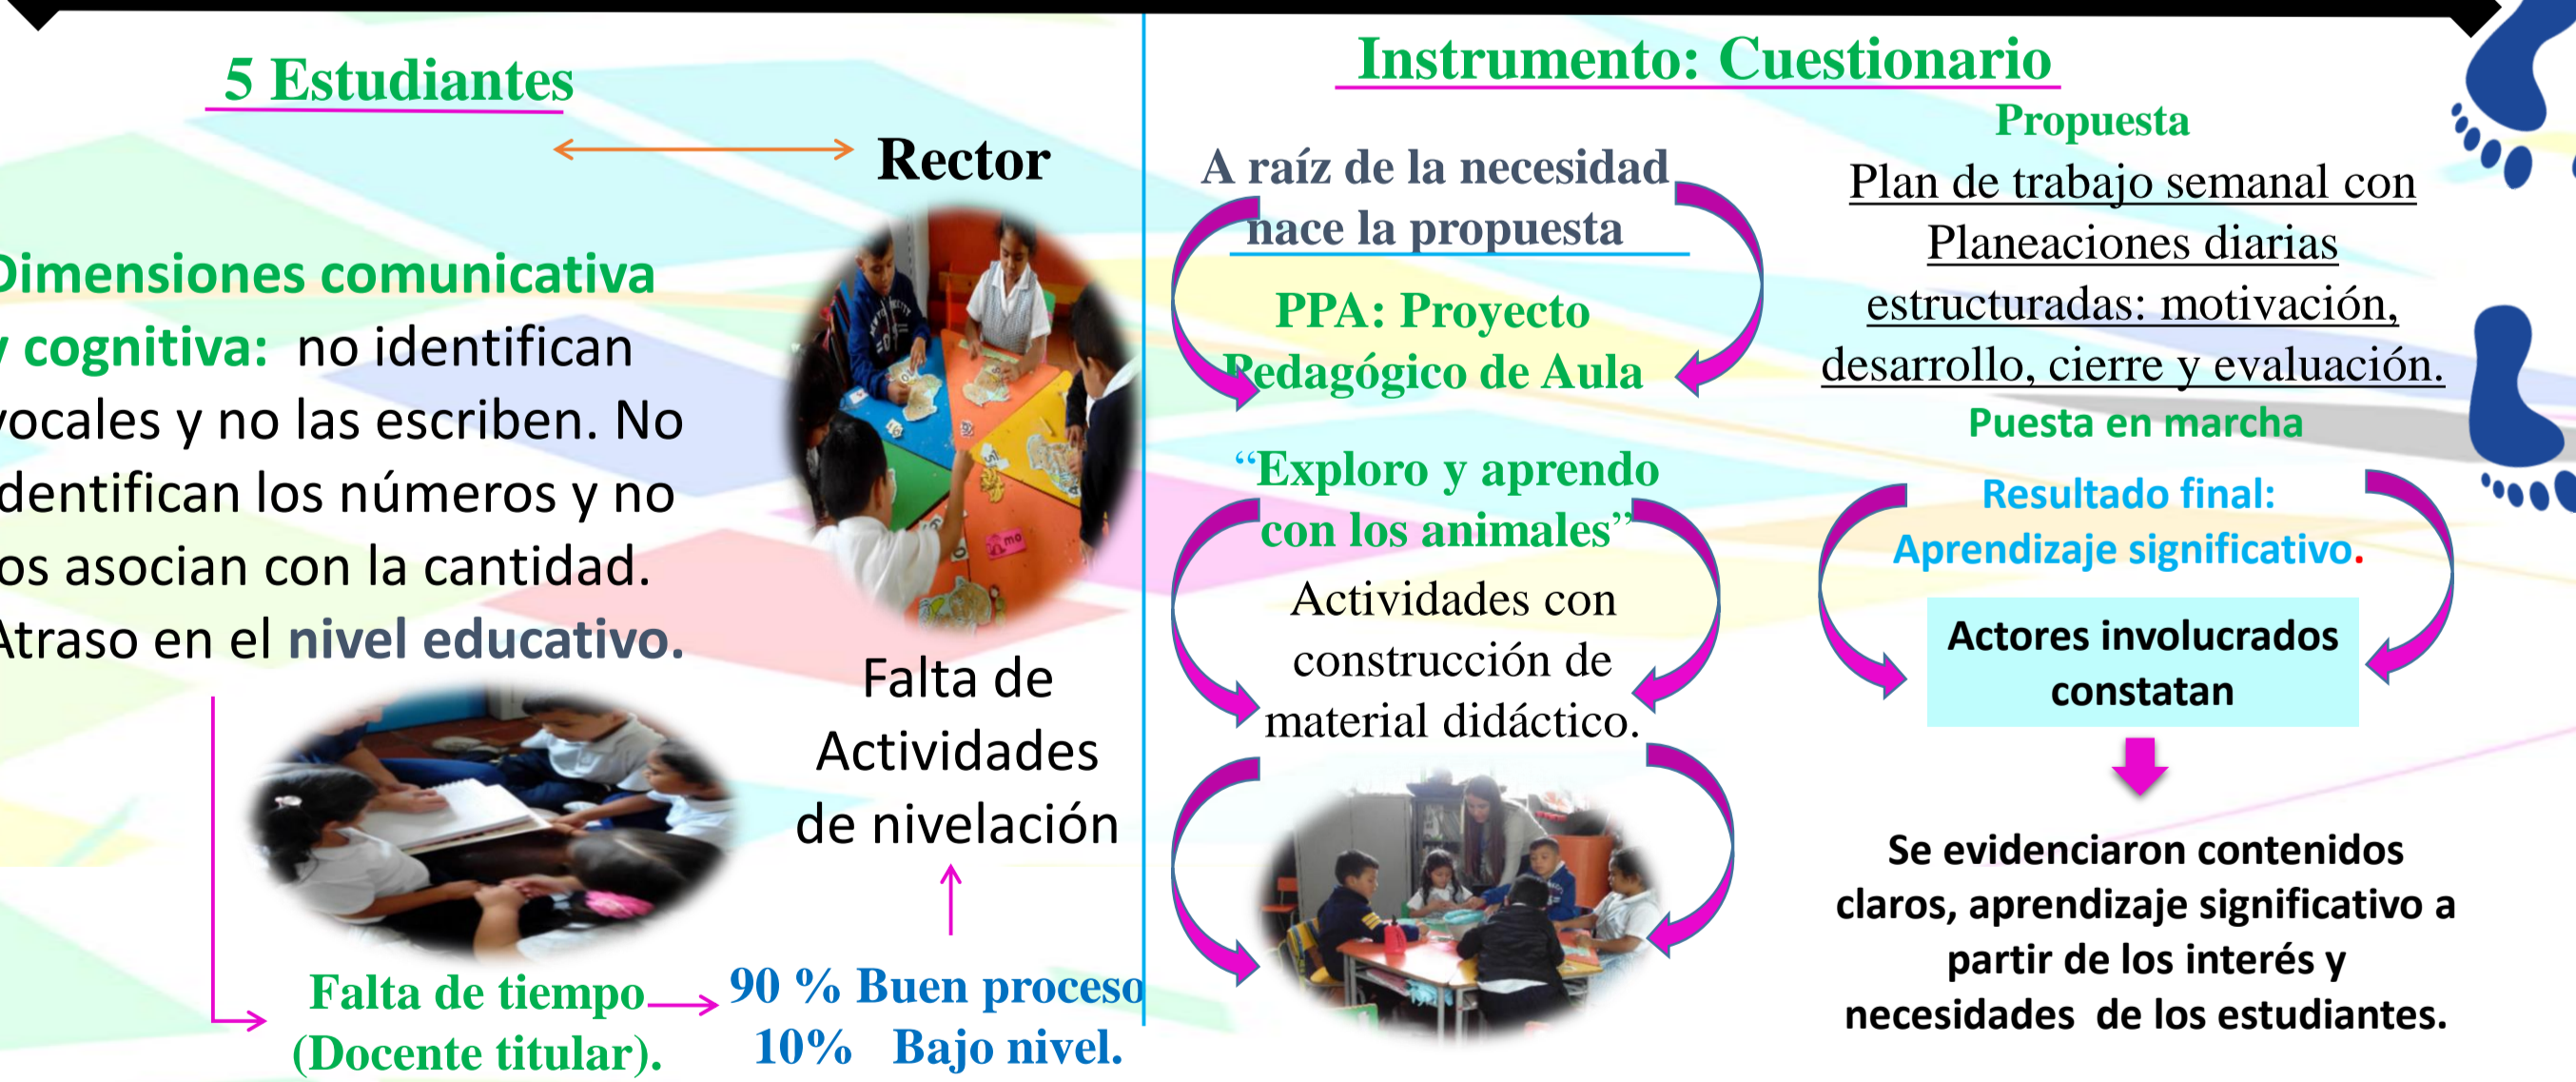 5 Estudiantes
Rector
Dimensiones comunicativa
y cognitiva: no identifican
vocales y no las escriben. No
identifican los números y no
os asocian con la cantidad.
Atraso en el nivel educativo.
Falta de
Actividades
de nivelación
Falta de tiempo
(Docente titular).
90 % Buen proceso
10% Bajo nivel.
Instrumento: Cuestionario
A raíz de la necesidad
nace la propuesta
PPA: Proyecto
Pedagógico de Aula
“Exploro y aprendo
con los animales”
Actividades con
construcción de
material didáctico.
Propuesta
Plan de trabajo semanal con
Planeaciones diarias
estructuradas: motivación,
desarrollo, cierre y evaluación.
Puesta en marcha
Resultado final:
Aprendizaje significativo.
Actores involucrados
constatan
Se evidenciaron contenidos
claros, aprendizaje significativo a
partir de los interés y
necesidades de los estudiantes.